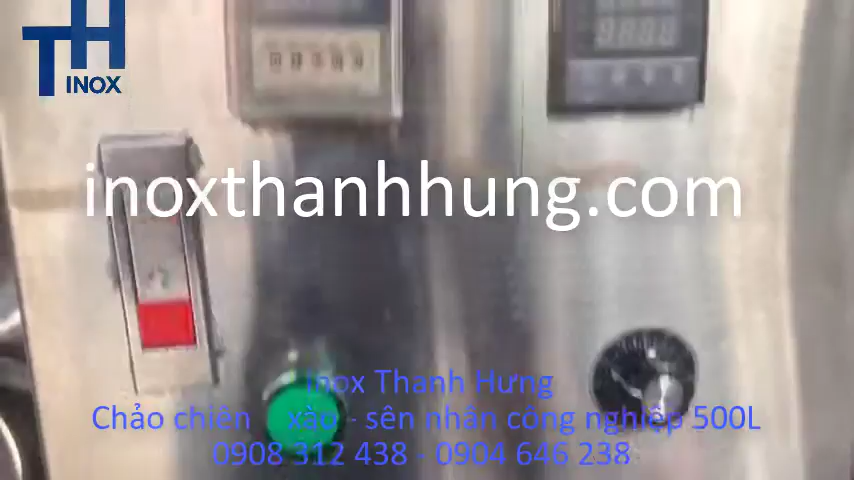 TH
INOX
inoxthanhhung.com
Inox Thanh Hưng
Chảo chiên xào - sên nhân công nghiệp 500L
0908 312 438 - 0904 646 238